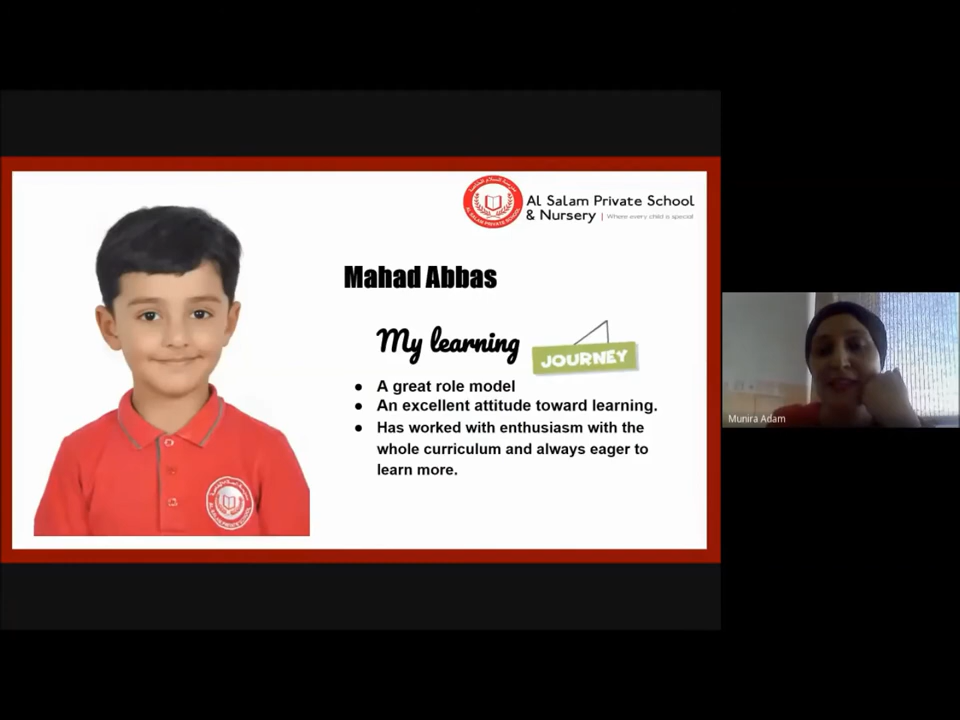 Al Salam Private School
& Nursery | Where every child is special
Mahad Abbas
My learning
JOURNEY
● A great role model
● An excellent attitude toward learning.
● Has worked with enthusiasm with the
whole curriculum and always eager to
learn more.
Munira Adam